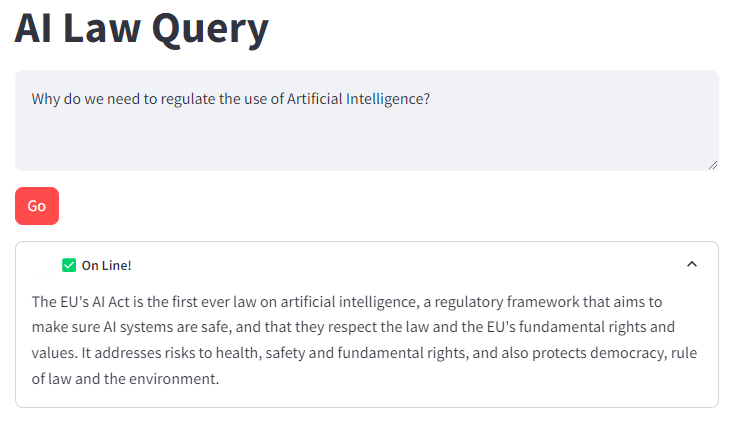 AI Law Query
Why do we need to regulate the use of Artificial Intelligence?
Go
✅ On Line!
The EU's AI Act is the first ever law on artificial intelligence, a regulatory framework that aims to
make sure AI systems are safe, and that they respect the law and the EU's fundamental rights and
values. It addresses risks to health, safety and fundamental rights, and also protects democracy, rule
of law and the environment.